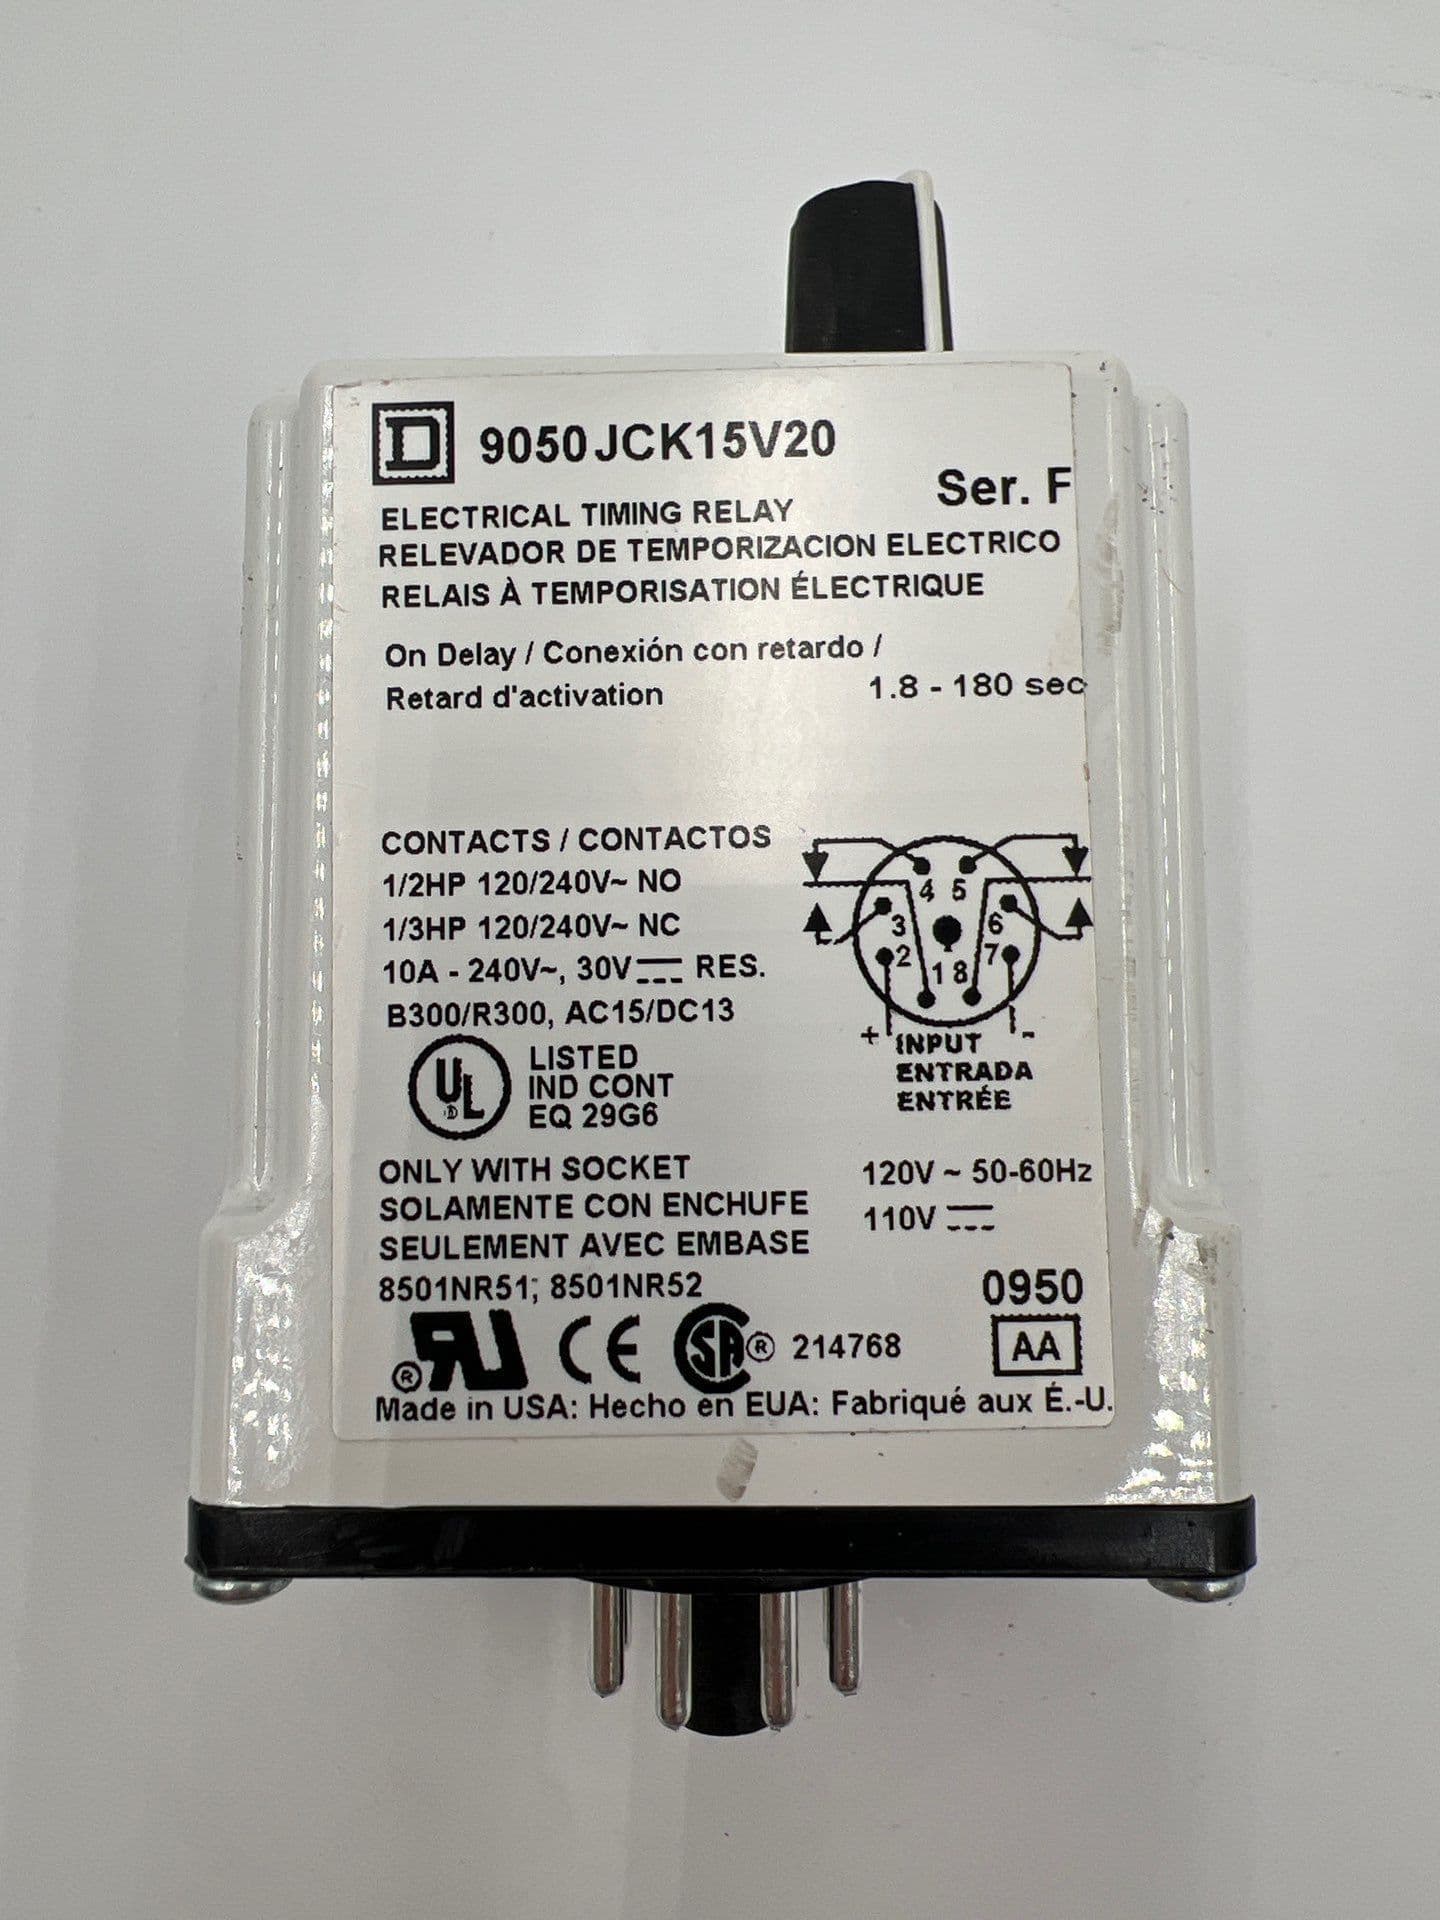 D 9050JCK15V20
Ser. F
ELECTRICAL TIMING RELAY
RELEVADOR DE TEMPORIZACION ELECTRICO
RELAIS À TEMPORISATION ÉLECTRIQUE
On Delay / Conexión con retardo /
Retard d'activation 1.8 - 180 sec
CONTACTS / CONTACTOS
1/2HP 120/240V~ NO
1/3HP 120/240V~ NC
10A - 240V~, 30V⎓ RES.
B300/R300, AC15/DC13
4 5
3 6
2 7
1 8
+ INPUT -
ENTRADA
ENTRÉE
UL LISTED
IND CONT
EQ 29G6
ONLY WITH SOCKET
SOLAMENTE CON ENCHUFE
SEULEMENT AVEC EMBASE
8501NR51; 8501NR52
120V ~ 50-60Hz
110V ⎓
0950
AA
RU ® CE SA ® 214768
Made in USA: Hecho en EUA: Fabriqué aux É.-U.